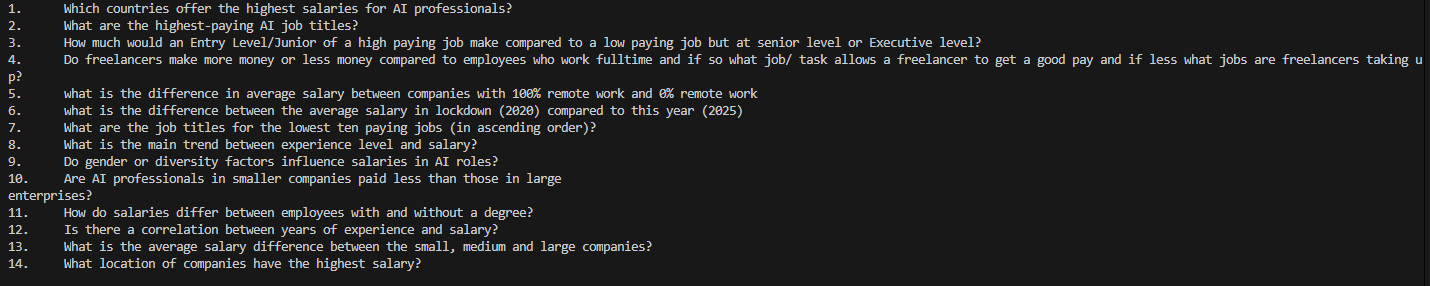 1. Which countries offer the highest salaries for AI professionals?
2. What are the highest-paying AI job titles?
3. How much would an Entry Level/Junior of a high paying job make compared to a low paying job but at senior level or Executive level?
4. Do freelancers make more money or less money compared to employees who work fulltime and if so what job/ task allows a freelancer to get a good pay and if less what jobs are freelancers taking u
p?
5. what is the difference in average salary between companies with 100% remote work and 0% remote work
6. what is the difference between the average salary in lockdown (2020) compared to this year (2025)
7. What are the job titles for the lowest ten paying jobs (in ascending order)?
8. What is the main trend between experience level and salary?
9. Do gender or diversity factors influence salaries in AI roles?
10. Are AI professionals in smaller companies paid less than those in large
enterprises?
11. How do salaries differ between employees with and without a degree?
12. Is there a correlation between years of experience and salary?
13. What is the average salary difference between the small, medium and large companies?
14. What location of companies have the highest salary?